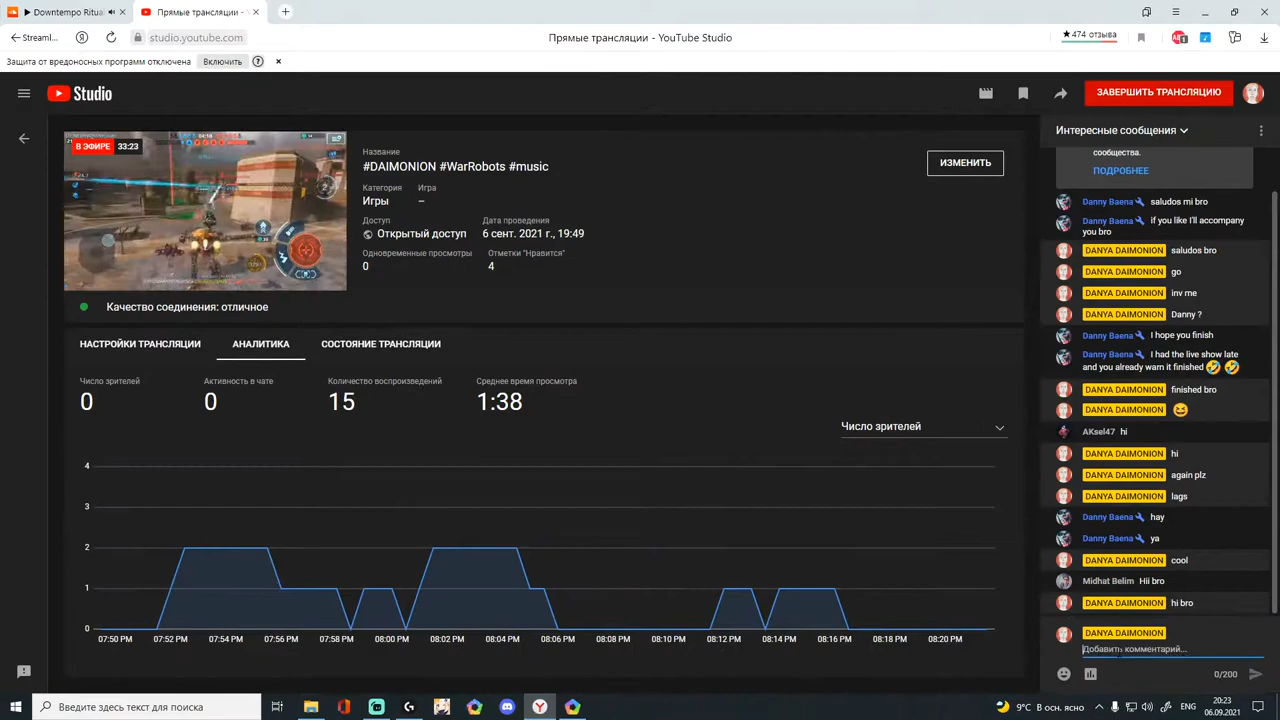 Downtempo Ritua
Прямые трансляции -
Streaml...
studio.youtube.com
Прямые трансляции - YouTube Studio
★474 отзыва
Защита от вредоносных программ отключена
Включить
Studio
ЗАВЕРШИТЬ ТРАНСЛЯЦИЮ
В ЭФИРЕ
33:23
Название
#DAIMONION #WarRobots #music
Категория
Игра
Игры
–
Доступ
Дата проведения
Открытый доступ
6 сент. 2021 г., 19:49
Одновременные просмотры
Отметки "Нравится"
0
4
ИЗМЕНИТЬ
Качество соединения: отличное
НАСТРОЙКИ ТРАНСЛЯЦИИ
АНАЛИТИКА
СОСТОЯНИЕ ТРАНСЛЯЦИИ
Число зрителей
Активность в чате
Количество воспроизведений
Среднее время просмотра
0
0
15
1:38
Число зрителей
4
3
2
1
0
07:50 PM
07:52 PM
07:54 PM
07:56 PM
07:58 PM
08:00 PM
08:02 PM
08:04 PM
08:06 PM
08:08 PM
08:10 PM
08:12 PM
08:14 PM
08:16 PM
08:18 PM
08:20 PM
Интересные сообщения
сообщества.
ПОДРОБНЕЕ
Danny Baena saludos mi bro
Danny Baena if you like I'll accompany
you bro
DANYA DAIMONION saludos bro
DANYA DAIMONION go
DANYA DAIMONION inv me
DANYA DAIMONION Danny ?
Danny Baena I hope you finish
Danny Baena I had the live show late
and you already warn it finished 🤣 🤣
DANYA DAIMONION finished bro
DANYA DAIMONION 😆
AKsel47 hi
DANYA DAIMONION hi
DANYA DAIMONION again plz
DANYA DAIMONION lags
Danny Baena hay
Danny Baena ya
DANYA DAIMONION cool
Midhat Belim Hii bro
DANYA DAIMONION hi bro
DANYA DAIMONION
Добавить комментарий...
0/200
Введите здесь текст для поиска
9°C В осн. ясно
ENG
20:23
06.09.2021